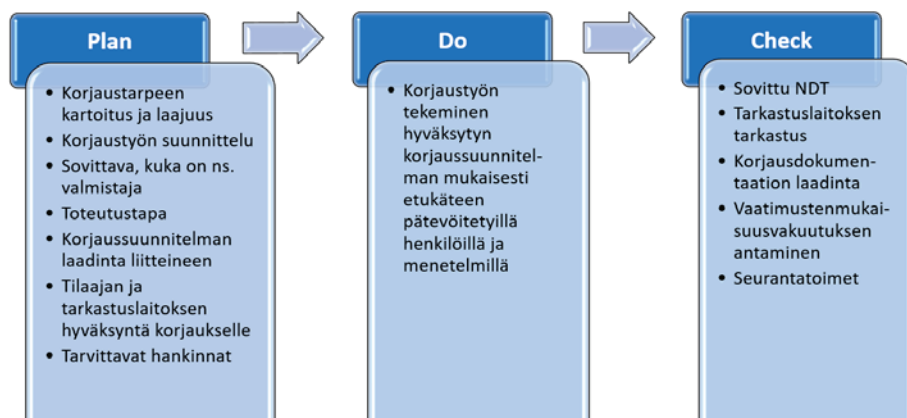 Plan
• Korjaustarpeen
kartoitus ja laajuus
• Korjaustyön suunnittelu
• Sovittava, kuka on ns.
valmistaja
• Toteutustapa
• Korjaussuunnitelman
laadinta liitteineen
• Tilaajan ja
tarkastuslaitoksen
hyväksyntä korjaukselle
• Tarvittavat hankinnat
Do
• Korjaustyön
tekeminen
hyväksytyn
korjaussuunnitel-
man mukaisesti
etukäteen
pätevöitetyillä
henkilöillä ja
menetelmillä
Check
• Sovittu NDT
• Tarkastuslaitoksen
tarkastus
• Korjausdokumen-
taation laadinta
• Vaatimustenmukai-
suusvakuutuksen
antaminen
• Seurantatoimet